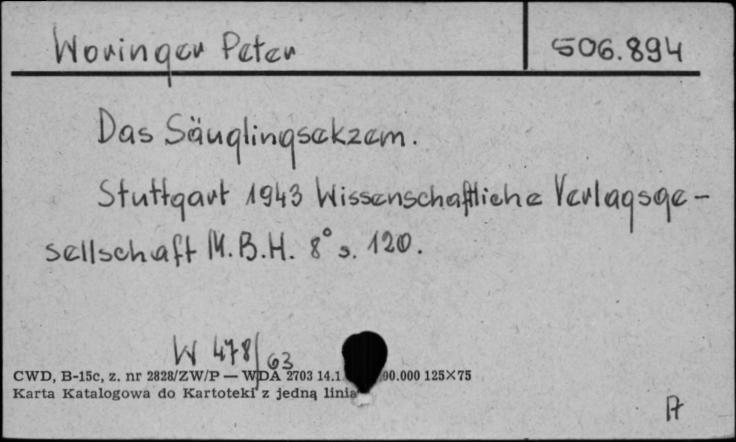 Woringer Peter 506.894
Das Säuglingsekzem.
Stuttgart 1943 Wissenschaftliche Verlagsge-
sellschaft M.B.H. 8° s. 120.
W 478/63
CWD, B-15c, z. nr 2828/ZW/P — WDA 2703 14.1 00.000 125×75
Karta Katalogowa do Kartoteki z jedną linią